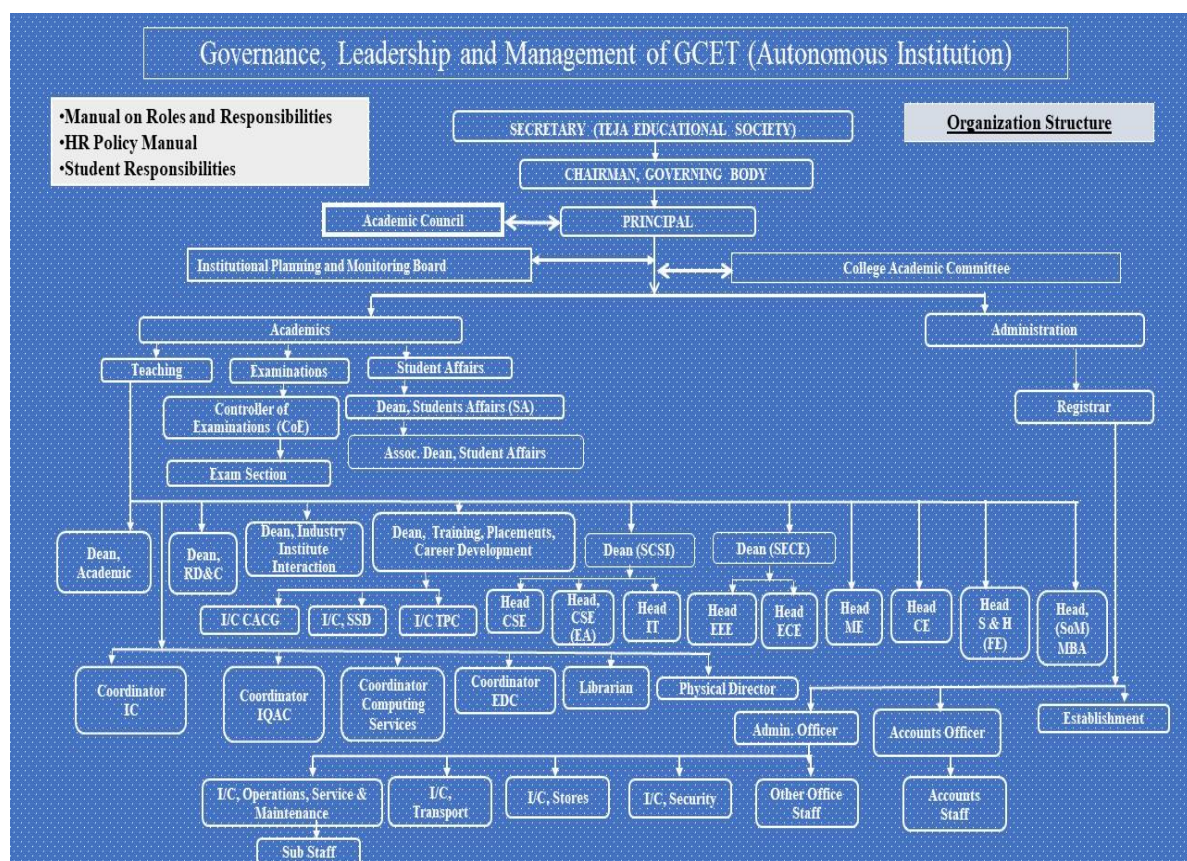 Governance, Leadership and Management of GCET (Autonomous Institution)
•Manual on Roles and Responsibilities
•HR Policy Manual
•Student Responsibilities
Organization Structure
SECRETARY (TEJA EDUCATIONAL SOCIETY)
CHAIRMAN, GOVERNING BODY
Academic Council
PRINCIPAL
Institutional Planning and Monitoring Board
College Academic Committee
Academics
Administration
Teaching
Examinations
Student Affairs
Controller of
Examinations (CoE)
Dean, Students Affairs (SA)
Registrar
Assoc. Dean, Student Affairs
Exam Section
Dean,
Academic
Dean,
RD&C
Dean, Industry
Institute
Interaction
Dean, Training, Placements,
Career Development
Dean (SCSI)
Dean (SECE)
I/C CACG
I/C, SSD
I/C TPC
Head
CSE
Head,
CSE
(EA)
Head
IT
Head
EEE
Head
ECE
Head
ME
Head
CE
Head
S & H
(FE)
Head,
(SoM)
MBA
Coordinator
IC
Coordinator
IQAC
Coordinator
Computing
Services
Coordinator
EDC
Librarian
Physical Director
Admin. Officer
Accounts Officer
Establishment
I/C, Operations, Service &
Maintenance
I/C,
Transport
I/C, Stores
I/C, Security
Other Office
Staff
Accounts
Staff
Sub Staff